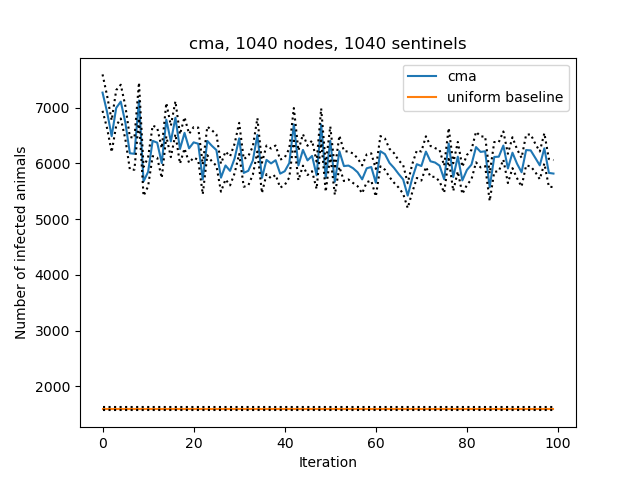 cma, 1040 nodes, 1040 sentinels
cma
uniform baseline
Number of infected animals
7000
6000
5000
4000
3000
2000
0 20 40 60 80 100
Iteration